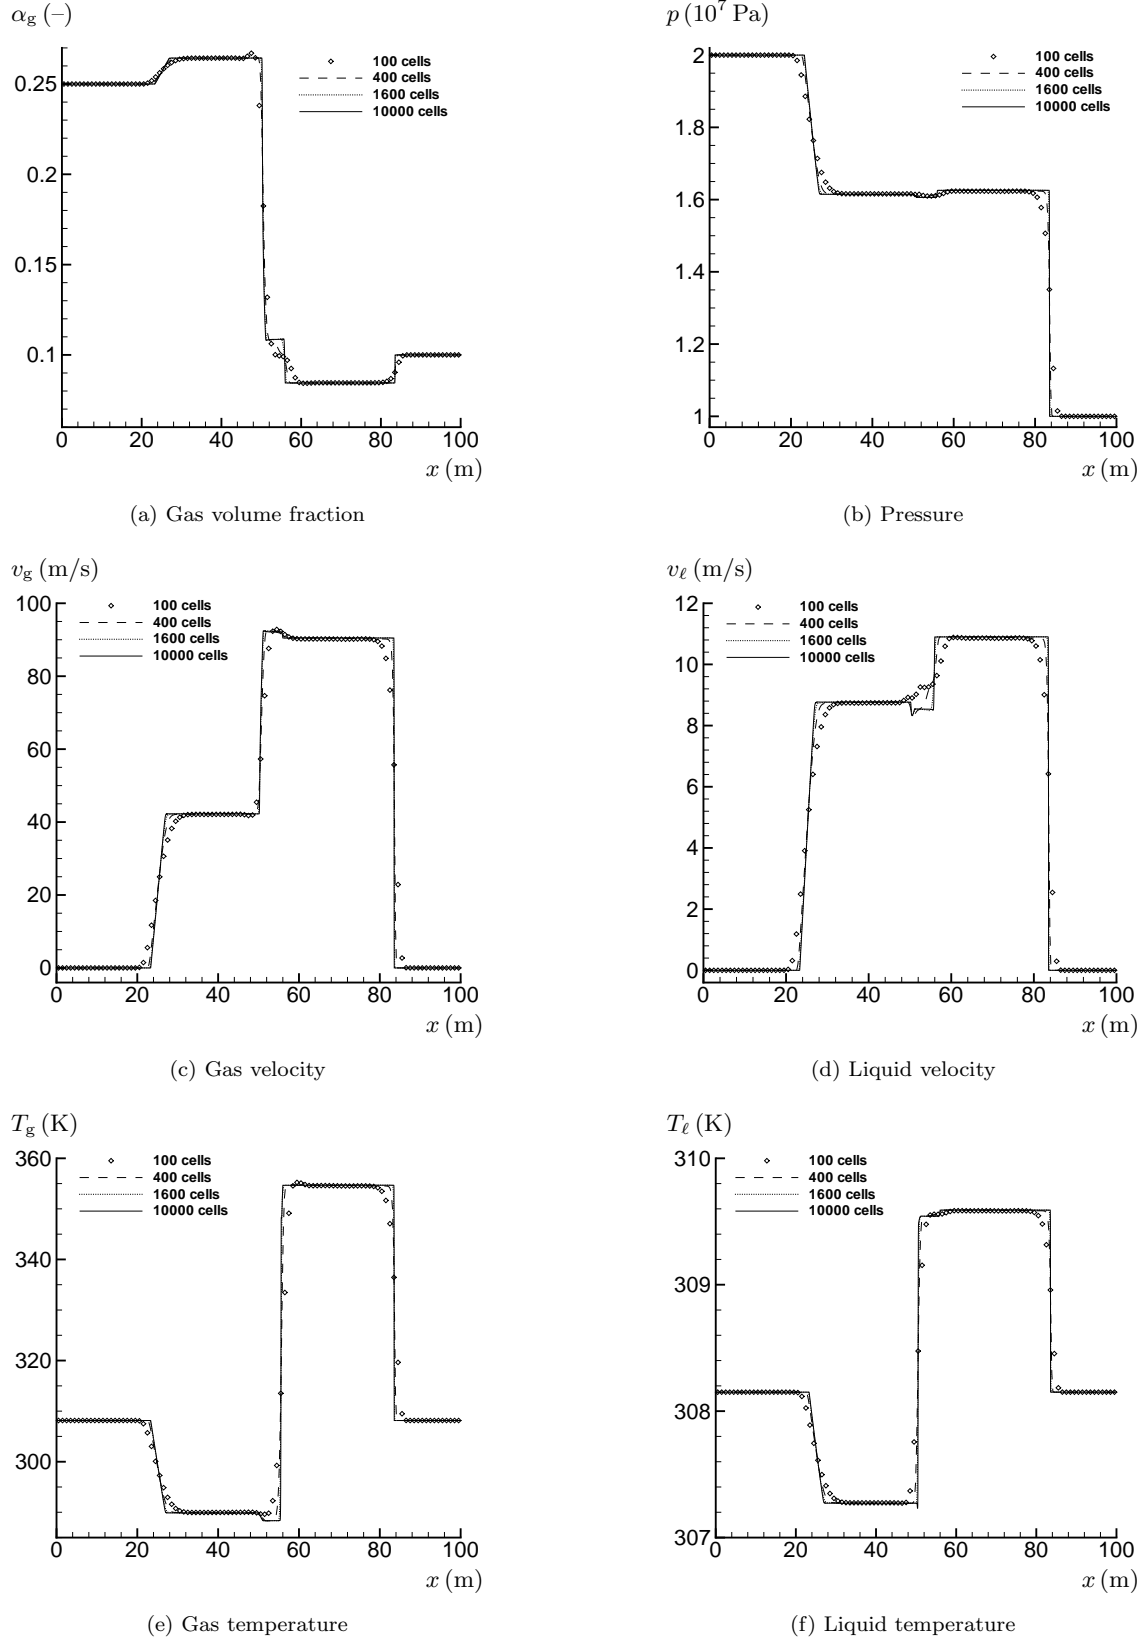 α_g (–)
100 cells
400 cells
1600 cells
10000 cells
0.25
0.2
0.15
0.1
0 20 40 60 80 100
x (m)
(a) Gas volume fraction
p (10^7 Pa)
100 cells
400 cells
1600 cells
10000 cells
2
1.8
1.6
1.4
1.2
1
0 20 40 60 80 100
x (m)
(b) Pressure
v_g (m/s)
100 cells
400 cells
1600 cells
10000 cells
100
80
60
40
20
0
0 20 40 60 80 100
x (m)
(c) Gas velocity
v_ℓ (m/s)
100 cells
400 cells
1600 cells
10000 cells
12
10
8
6
4
2
0
0 20 40 60 80 100
x (m)
(d) Liquid velocity
T_g (K)
100 cells
400 cells
1600 cells
10000 cells
360
340
320
300
0 20 40 60 80 100
x (m)
(e) Gas temperature
T_ℓ (K)
100 cells
400 cells
1600 cells
10000 cells
310
309
308
307
0 20 40 60 80 100
x (m)
(f) Liquid temperature